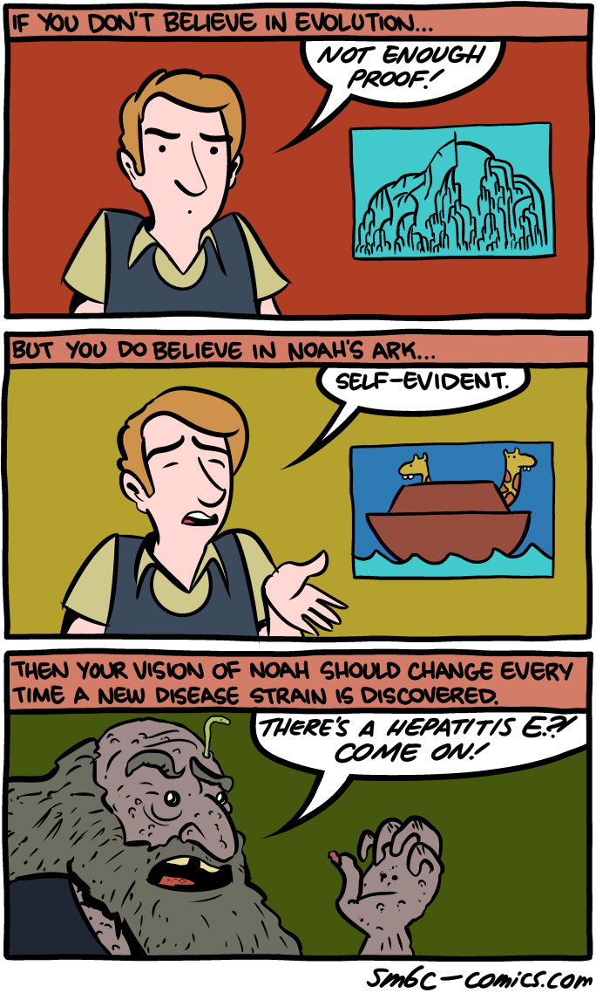 IF YOU DON'T BELIEVE IN EVOLUTION...
NOT ENOUGH
PROOF!
BUT YOU DO BELIEVE IN NOAH'S ARK...
SELF-EVIDENT.
THEN YOUR VISION OF NOAH SHOULD CHANGE EVERY
TIME A NEW DISEASE STRAIN IS DISCOVERED.
THERE'S A HEPATITIS E?!
COME ON!
smbc-comics.com